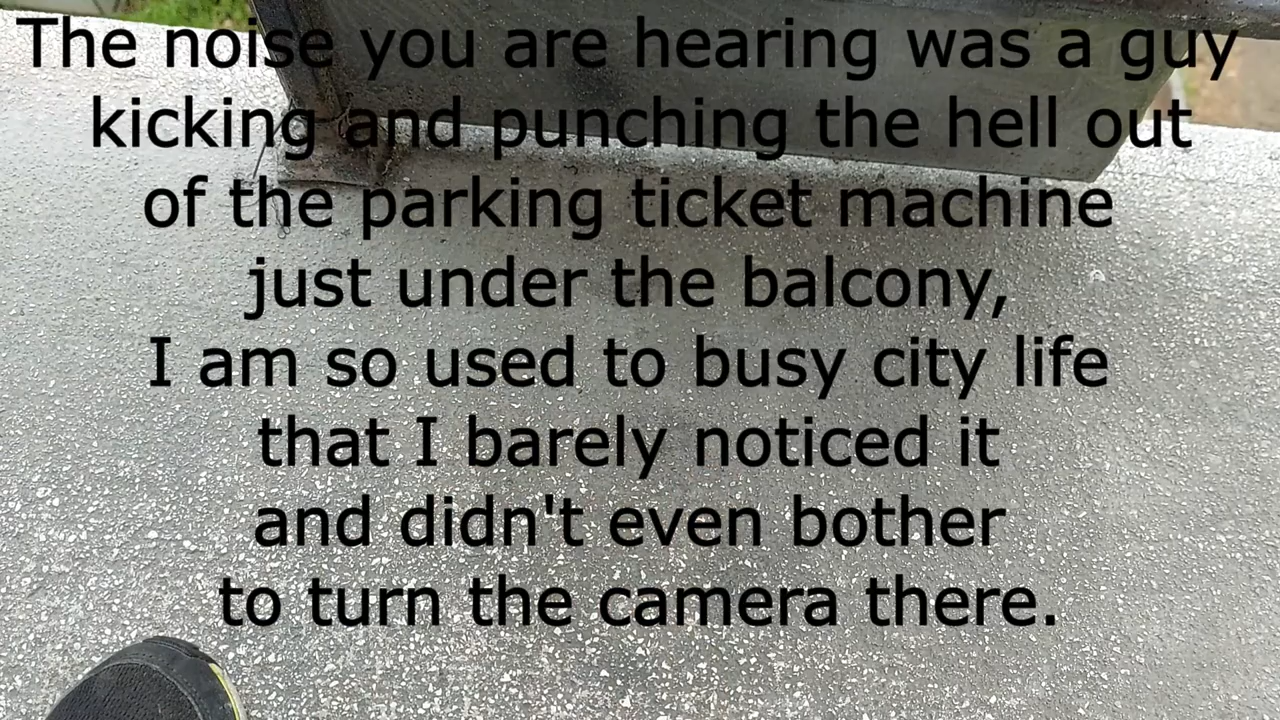 The noise you are hearing was a guy
kicking and punching the hell out
of the parking ticket machine
just under the balcony,
I am so used to busy city life
that I barely noticed it
and didn't even bother
to turn the camera there.